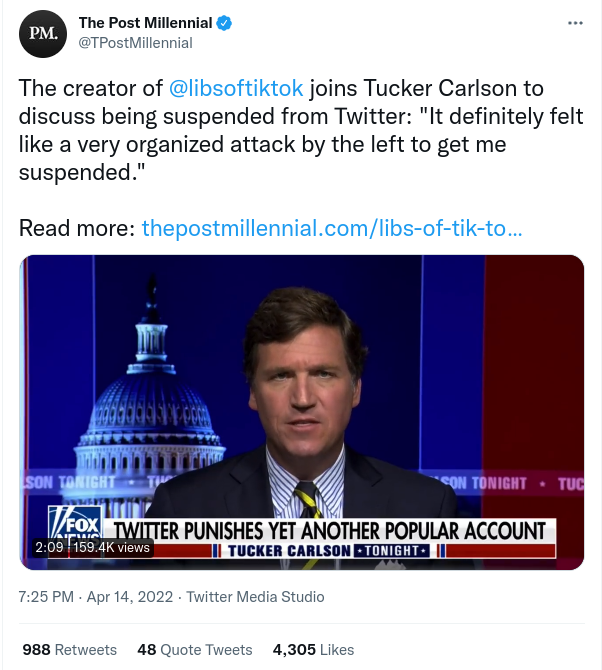 PM.
The Post Millennial
@TPostMillennial
The creator of @libsoftiktok joins Tucker Carlson to
discuss being suspended from Twitter: "It definitely felt
like a very organized attack by the left to get me
suspended."
Read more: thepostmillennial.com/libs-of-tik-to...
SON TONIGHT
SON TONIGHT • TUC
FOX
NEWS
TWITTER PUNISHES YET ANOTHER POPULAR ACCOUNT
2:09 159.4K views
TUCKER CARLSON TONIGHT
7:25 PM · Apr 14, 2022 · Twitter Media Studio
988 Retweets 48 Quote Tweets 4,305 Likes